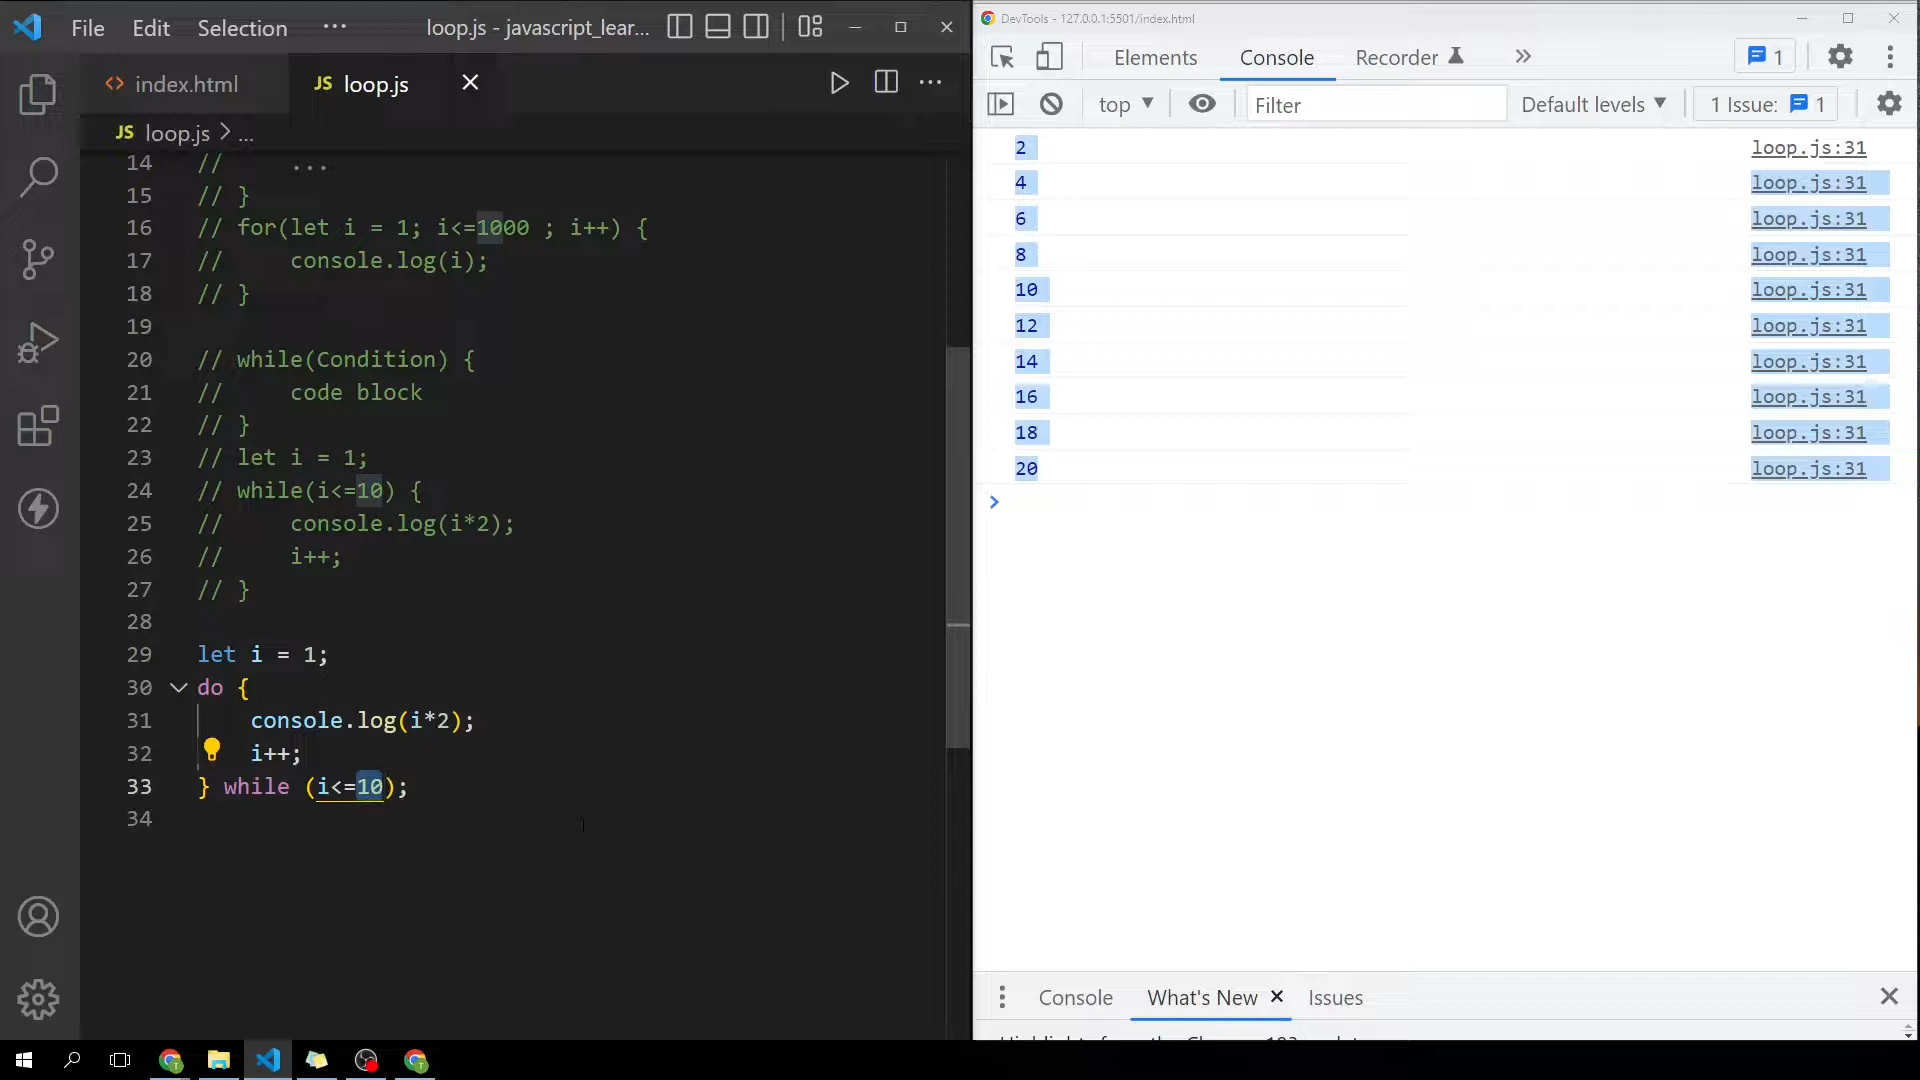 File Edit Selection ··· loop.js - javascript_lear...
index.html JS loop.js
JS loop.js > ...
14 //     ...
15 // }
16 // for(let i = 1; i<=1000 ; i++) {
17 //     console.log(i);
18 // }
19
20 // while(Condition) {
21 //     code block
22 // }
23 // let i = 1;
24 // while(i<=10) {
25 //     console.log(i*2);
26 //     i++;
27 // }
28
29 let i = 1;
30 do {
31     console.log(i*2);
32     i++;
33 } while (i<=10);
34
DevTools - 127.0.0.1:5501/index.html
Elements Console Recorder 1
top Filter Default levels 1 Issue: 1
2 loop.js:31
4 loop.js:31
6 loop.js:31
8 loop.js:31
10 loop.js:31
12 loop.js:31
14 loop.js:31
16 loop.js:31
18 loop.js:31
20 loop.js:31
>
Console What's New Issues